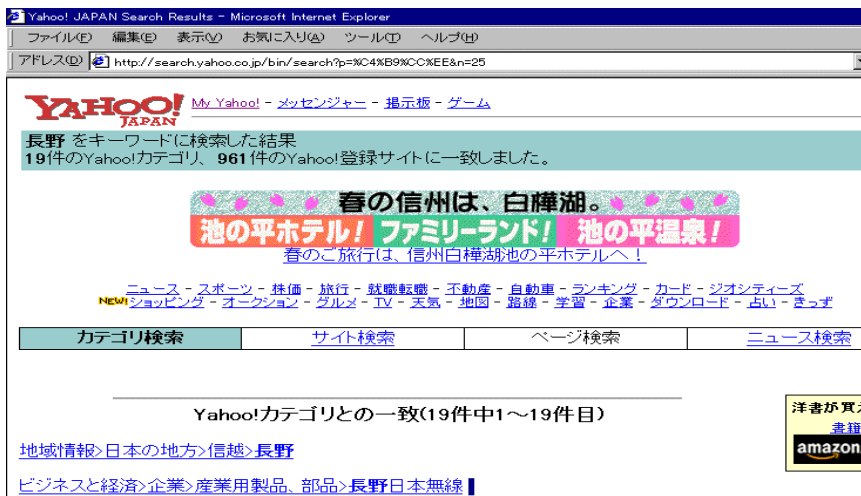 Yahoo! JAPAN Search Results - Microsoft Internet Explorer
ファイル(F) 編集(E) 表示(V) お気に入り(A) ツール(T) ヘルプ(H)
アドレス(D) http://search.yahoo.co.jp/bin/search?p=%C4%B9%CC%EE&n=25
YAHOO! JAPAN My Yahoo! - メッセンジャー - 掲示板 - ゲーム
長野 をキーワードに検索した結果
19件のYahoo!カテゴリ、961件のYahoo!登録サイトに一致しました。
春の信州は、白樺湖。
池の平ホテル! ファミリーランド! 池の平温泉!
春のご旅行は、信州白樺湖池の平ホテルへ!
ニュース - スポーツ - 株価 - 旅行 - 就職転職 - 不動産 - 自動車 - ランキング - カード - ジオシティーズ
NEW! ショッピング - オークション - グルメ - TV - 天気 - 地図 - 路線 - 学習 - 企業 - ダウンロード - 占い - きっず
カテゴリ検索 サイト検索 ページ検索 ニュース検索
Yahoo!カテゴリとの一致(19件中1~19件目)
洋書が買え
書籍
amazon
地域情報>日本の地方>信越>長野
ビジネスと経済>企業>産業用製品、部品>長野日本無線